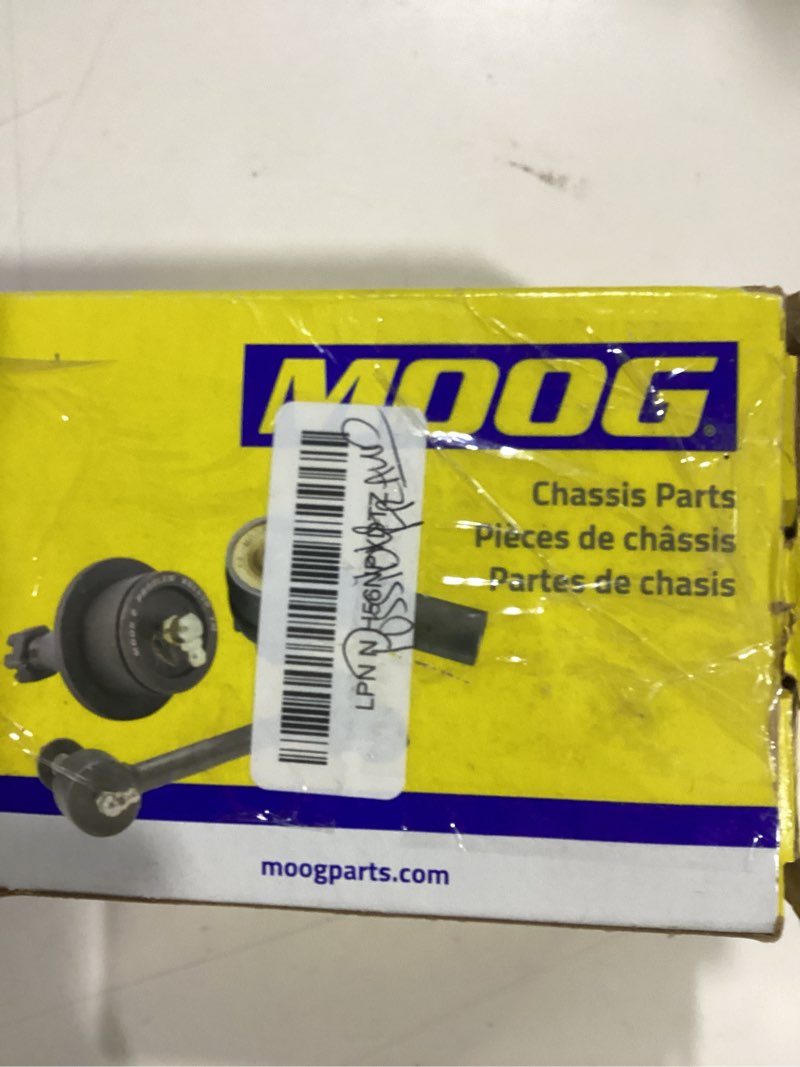 MOOG
Chassis Parts
Pièces de châssis
Partes de chasis
LPN N
moogparts.com